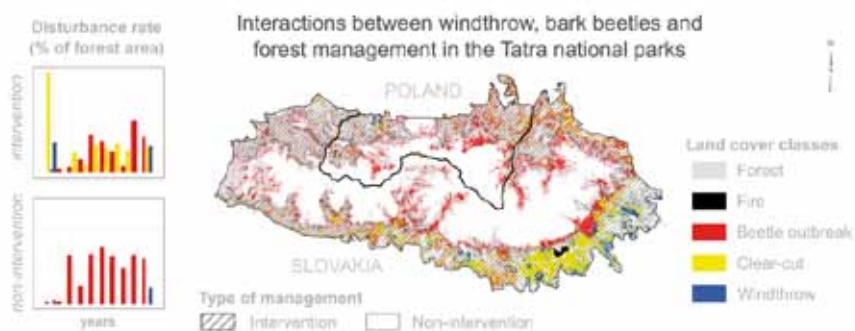 Disturbance rate
(% of forest area)
intervention
non-intervention
years
Interactions between windthrow, bark beetles and
forest management in the Tatra national parks
POLAND
SLOVAKIA
Type of management
Intervention
Non-intervention
Land cover classes
Forest
Fire
Beetle outbreak
Clear-cut
Windthrow